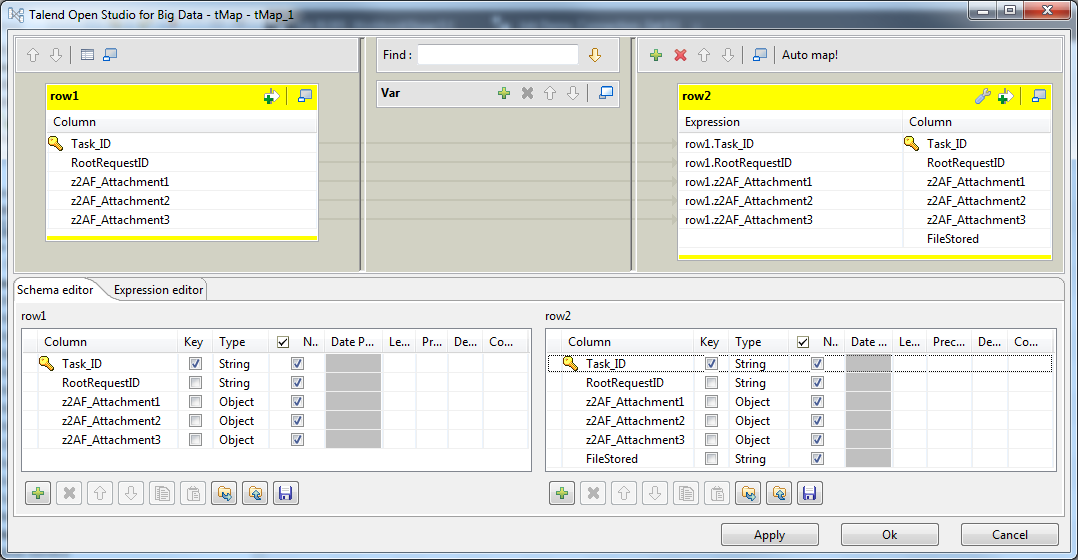 Talend Open Studio for Big Data - tMap - tMap_1
Find :
Auto map!
row1
Column
Task_ID
RootRequestID
z2AF_Attachment1
z2AF_Attachment2
z2AF_Attachment3
Var
row2
Expression Column
row1.Task_ID Task_ID
row1.RootRequestID RootRequestID
row1.z2AF_Attachment1 z2AF_Attachment1
row1.z2AF_Attachment2 z2AF_Attachment2
row1.z2AF_Attachment3 z2AF_Attachment3
FileStored
Schema editor Expression editor
row1
Column Key Type N.. Date P... Le... Pr... De... Co...
Task_ID String
RootRequestID String
z2AF_Attachment1 Object
z2AF_Attachment2 Object
z2AF_Attachment3 Object
row2
Column Key Type N.. Date ... Le... Prec... De... Co...
Task_ID String
RootRequestID String
z2AF_Attachment1 Object
z2AF_Attachment2 Object
z2AF_Attachment3 Object
FileStored String
Apply Ok Cancel